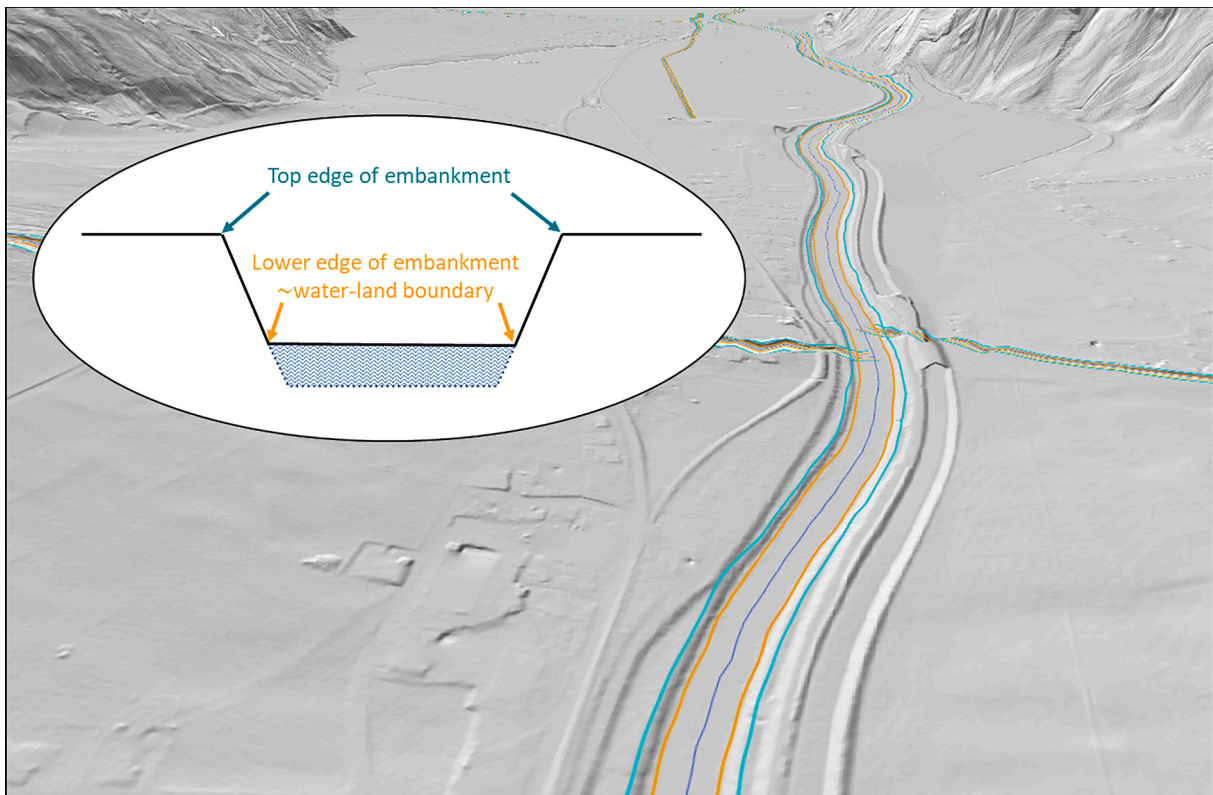 Top edge of embankment
Lower edge of embankment
~water-land boundary